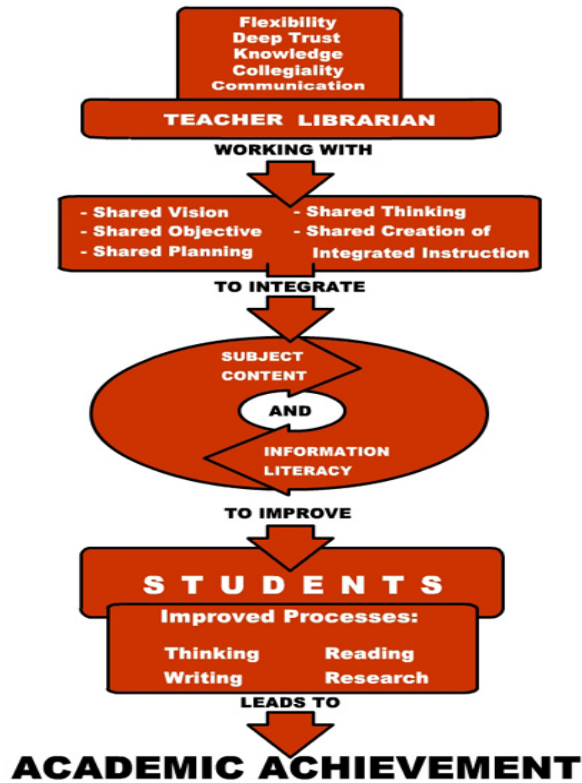 Flexibility
Deep Trust
Knowledge
Collegiality
Communication
TEACHER LIBRARIAN
WORKING WITH
- Shared Vision
- Shared Objective
- Shared Planning
- Shared Thinking
- Shared Creation of
Integrated Instruction
TO INTEGRATE
SUBJECT
CONTENT
AND
INFORMATION
LITERACY
TO IMPROVE
STUDENTS
Improved Processes:
Thinking Reading
Writing Research
LEADS TO
ACADEMIC ACHIEVEMENT